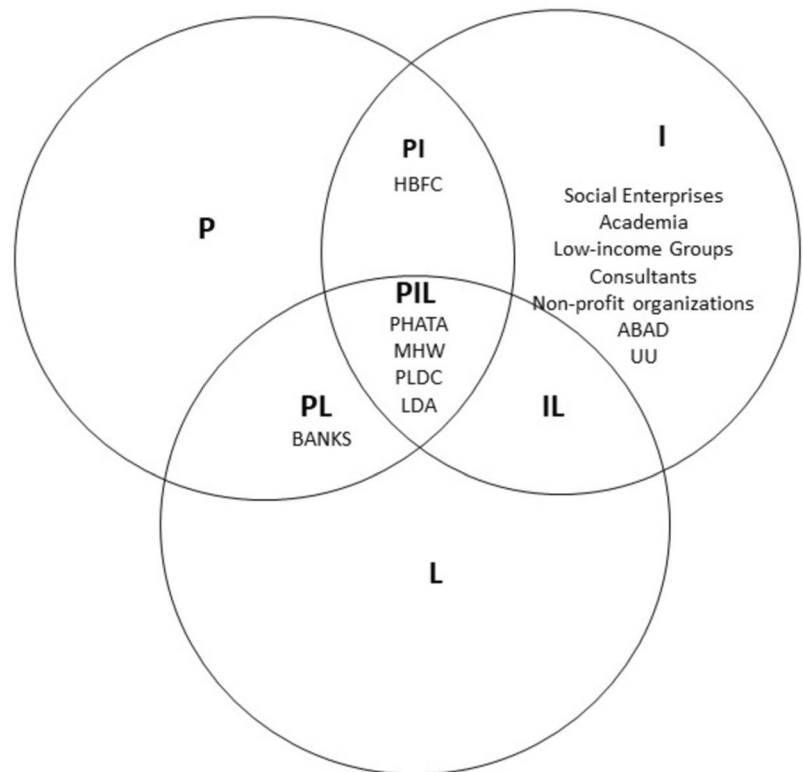 PI
HBFC
I
Social Enterprises
Academia
Low-income Groups
Consultants
Non-profit organizations
ABAD
UU
P
PIL
PHATA
MHW
PLDC
LDA
PL
BANKS
IL
L